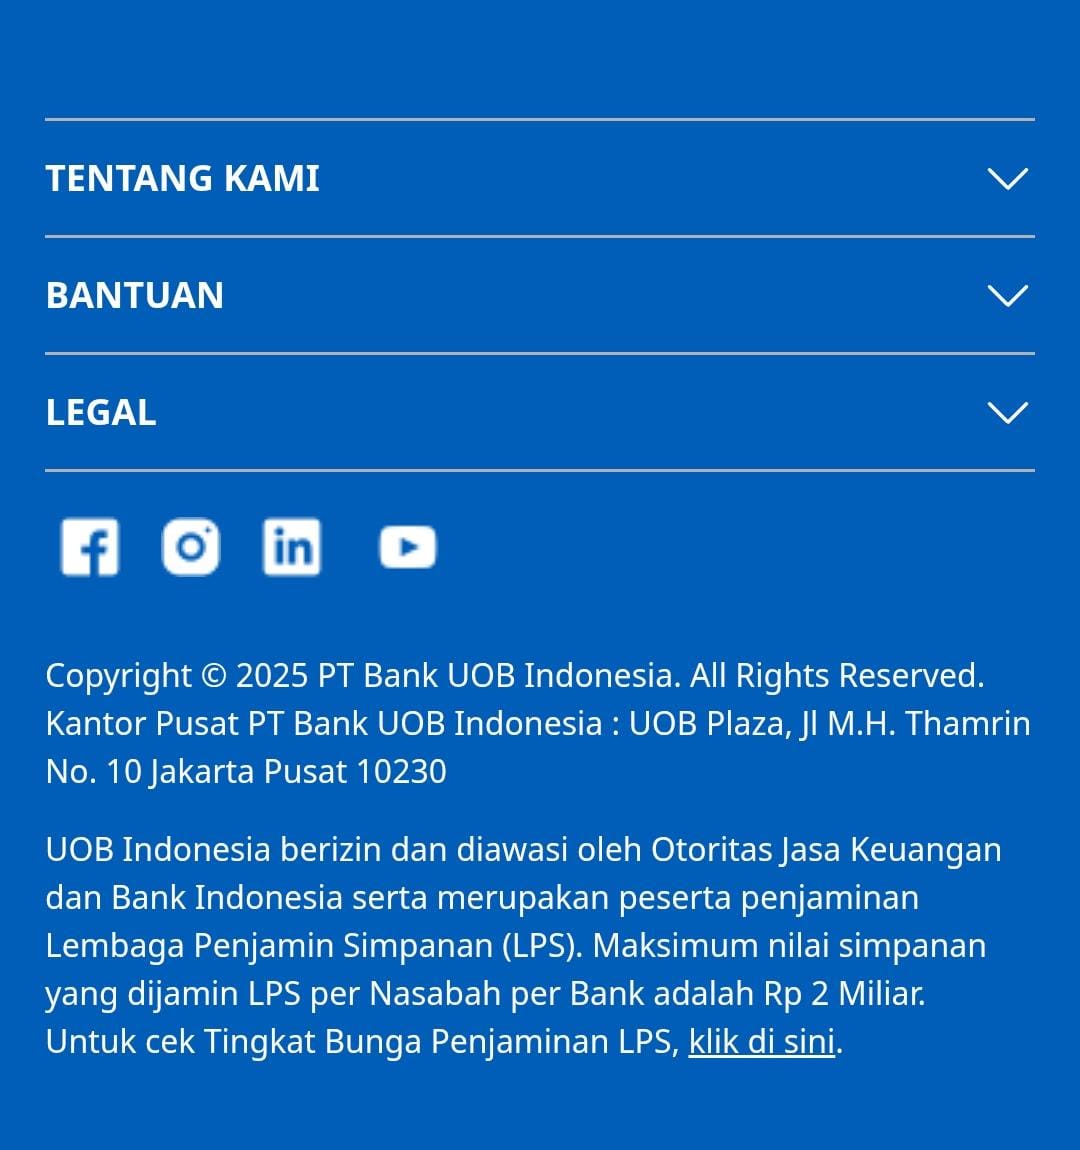 TENTANG KAMI
BANTUAN
LEGAL
Copyright © 2025 PT Bank UOB Indonesia. All Rights Reserved.
Kantor Pusat PT Bank UOB Indonesia : UOB Plaza, Jl M.H. Thamrin
No. 10 Jakarta Pusat 10230
UOB Indonesia berizin dan diawasi oleh Otoritas Jasa Keuangan
dan Bank Indonesia serta merupakan peserta penjaminan
Lembaga Penjamin Simpanan (LPS). Maksimum nilai simpanan
yang dijamin LPS per Nasabah per Bank adalah Rp 2 Miliar.
Untuk cek Tingkat Bunga Penjaminan LPS, klik di sini.